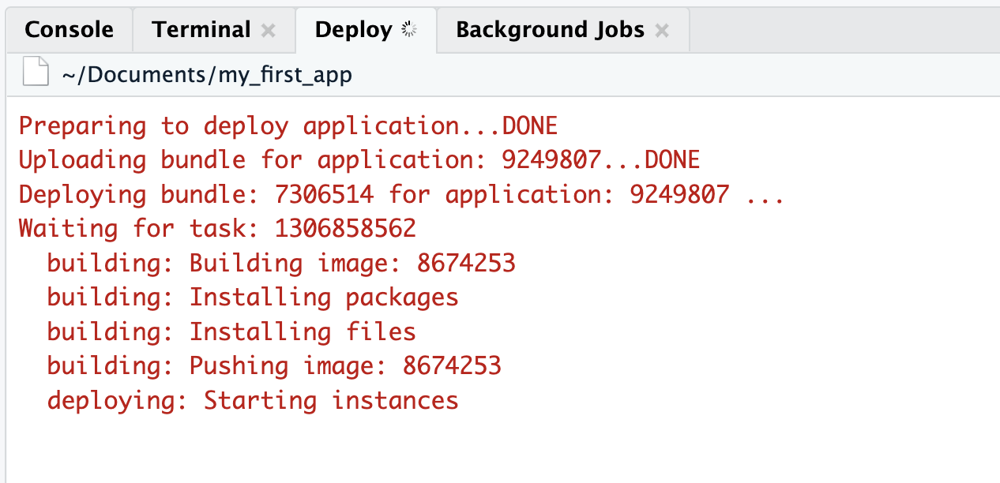 Console Terminal × Deploy Background Jobs ×
~/Documents/my_first_app
Preparing to deploy application...DONE
Uploading bundle for application: 9249807...DONE
Deploying bundle: 7306514 for application: 9249807 ...
Waiting for task: 1306858562
  building: Building image: 8674253
  building: Installing packages
  building: Installing files
  building: Pushing image: 8674253
  deploying: Starting instances